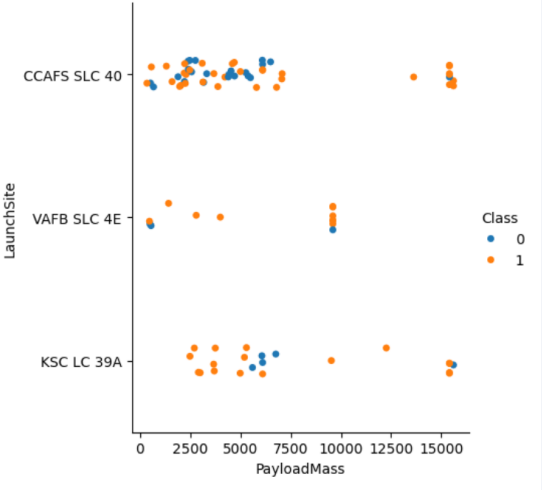 LaunchSite
CCAFS SLC 40
VAFB SLC 4E
KSC LC 39A
0 2500 5000 7500 10000 12500 15000
PayloadMass
Class
0
1